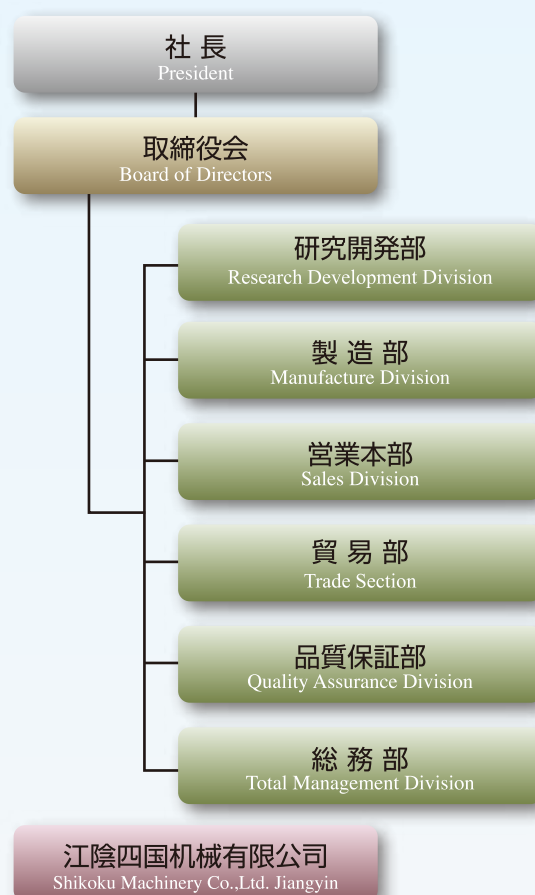 社 長
President
取締役会
Board of Directors
研究開発部
Research Development Division
製 造 部
Manufacture Division
営業本部
Sales Division
貿 易 部
Trade Section
品質保証部
Quality Assurance Division
総 務 部
Total Management Division
江陰四国机械有限公司
Shikoku Machinery Co.,Ltd. Jiangyin